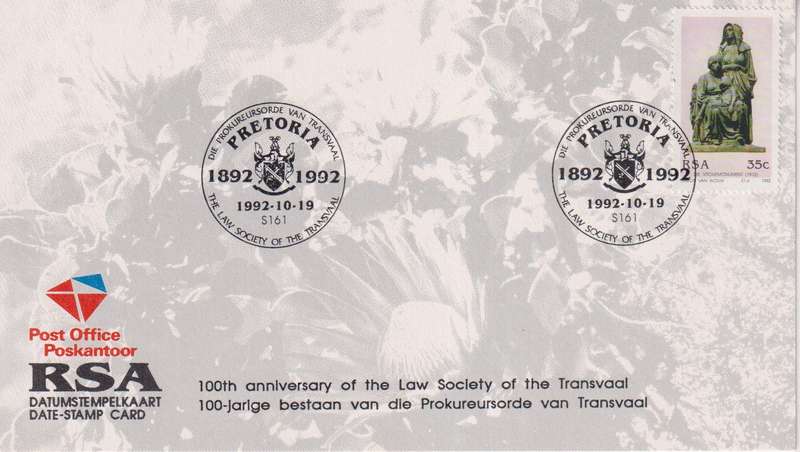 DIE PROKUREURSORDE VAN TRANSVAAL
PRETORIA
1892 1992
1992-10-19
S161
THE LAW SOCIETY OF THE TRANSVAAL
DIE PROKUREURSORDE VAN TRANSVAAL
PRETORIA
1892 1992
1992-10-19
S161
THE LAW SOCIETY OF THE TRANSVAAL
RSA 35c
VAN WOUW 1992
Post Office
Poskantoor
RSA
DATUMSTEMPELKAART
DATE-STAMP CARD
100th anniversary of the Law Society of the Transvaal
100-jarige bestaan van die Prokureursorde van Transvaal